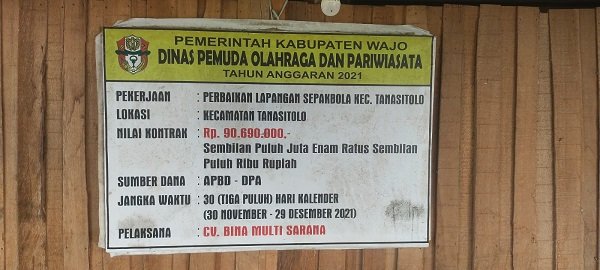 PEMERINTAH KABUPATEN WAJO
DINAS PEMUDA OLAHRAGA DAN PARIWISATA
TAHUN ANGGARAN 2021
PEKERJAAN : PERBAIKAN LAPANGAN SEPAKBOLA KEC. TANASITOLO
LOKASI : KECAMATAN TANASITOLO
NILAI KONTRAK : Rp. 90.690.000,-
Sembilan Puluh Juta Enam Ratus Sembilan
Puluh Ribu Rupiah
SUMBER DANA : APBD - DPA
JANGKA WAKTU : 30 (TIGA PULUH) HARI KALENDER
(30 NOVEMBER - 29 DESEMBER 2021)
PELAKSANA : CV. BINA MULTI SARANA